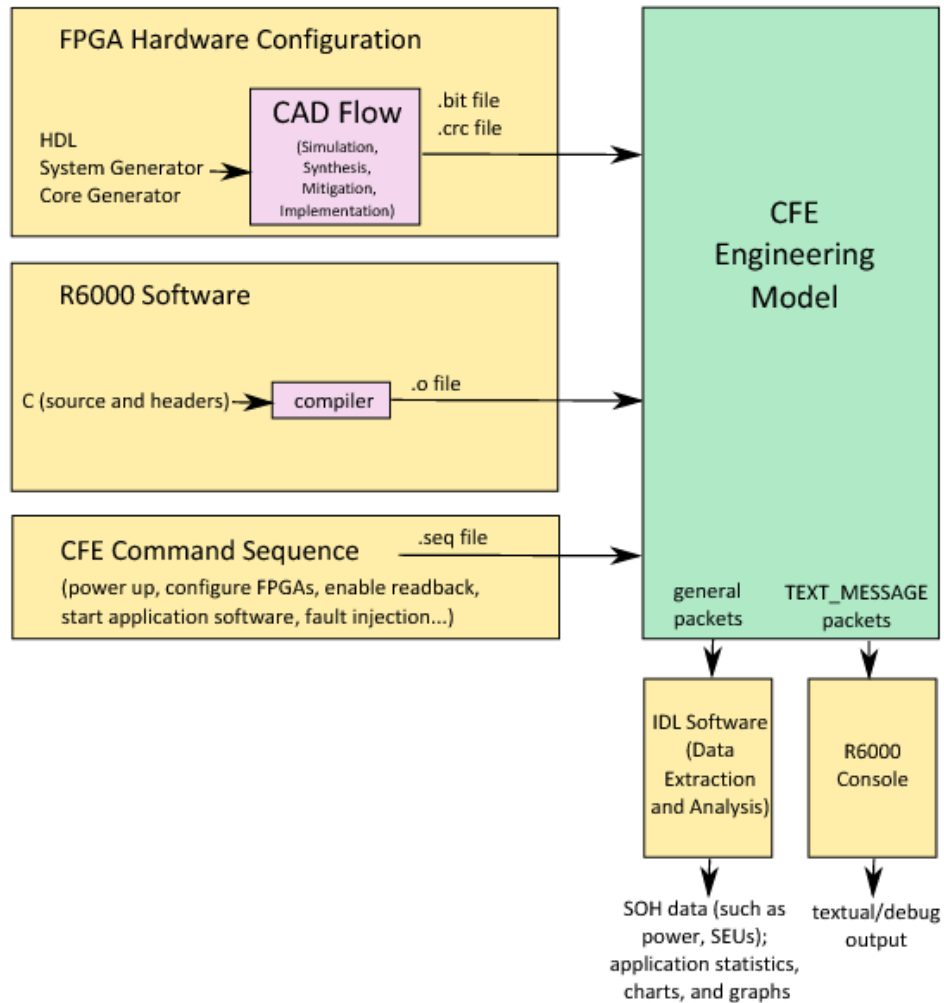 FPGA Hardware Configuration
HDL
System Generator
Core Generator
CAD Flow
(Simulation,
Synthesis,
Mitigation,
Implementation)
.bit file
.crc file
R6000 Software
C (source and headers)
compiler
.o file
CFE Command Sequence
(power up, configure FPGAs, enable readback,
start application software, fault injection...)
.seq file
CFE
Engineering
Model
general
packets
TEXT_MESSAGE
packets
IDL Software
(Data
Extraction
and Analysis)
R6000
Console
SOH data (such as
power, SEUs);
application statistics,
charts, and graphs
textual/debug
output